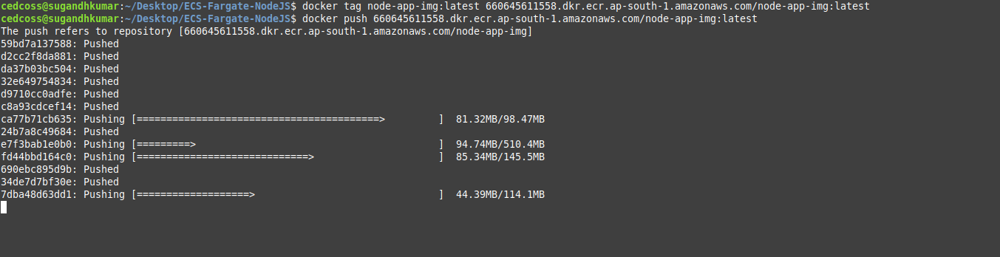 cedcoss@sugandhkumar:~/Desktop/ECS-Fargate-NodeJS$ docker tag node-app-img:latest 660645611558.dkr.ecr.ap-south-1.amazonaws.com/node-app-img:latest
cedcoss@sugandhkumar:~/Desktop/ECS-Fargate-NodeJS$ docker push 660645611558.dkr.ecr.ap-south-1.amazonaws.com/node-app-img:latest
The push refers to repository [660645611558.dkr.ecr.ap-south-1.amazonaws.com/node-app-img]
59bd7a137588: Pushed
d2cc2f8da881: Pushed
da37b03bc504: Pushed
32e649754834: Pushed
d9710cc0adfe: Pushed
c8a93cdcef14: Pushed
ca77b71cb635: Pushing [=========================================>         ]  81.32MB/98.47MB
24b7a8c49684: Pushed
e7f3bab1e0b0: Pushing [=========>                                         ]  94.74MB/510.4MB
fd44bbd164c0: Pushing [=============================>                     ]  85.34MB/145.5MB
690ebc895d9b: Pushed
34de7d7bf30e: Pushed
7dba48d63dd1: Pushing [===================>                               ]  44.39MB/114.1MB